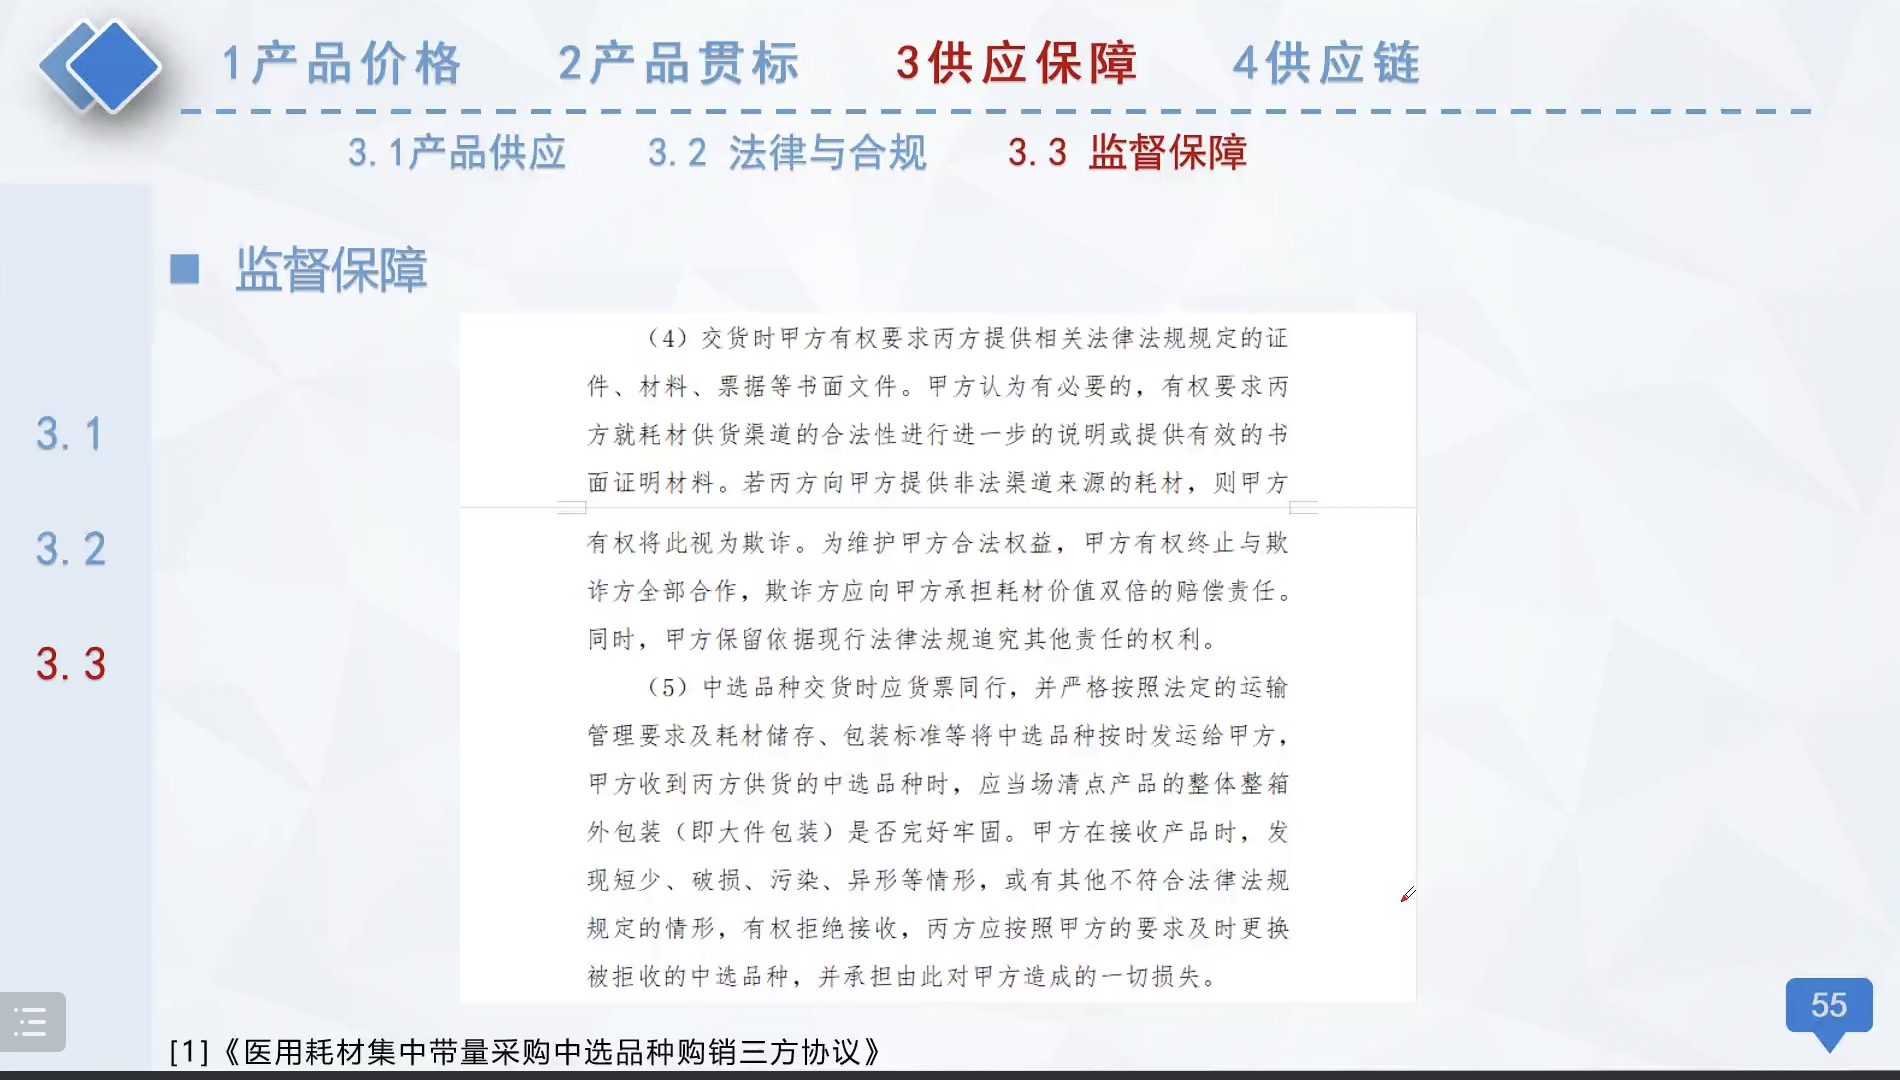 1产品价格 2产品贯标 3供应保障 4供应链
3.1产品供应 3.2 法律与合规 3.3 监督保障
监督保障
3.1
3.2
3.3
（4）交货时甲方有权要求丙方提供相关法律法规规定的证
件、材料、票据等书面文件。甲方认为有必要的，有权要求丙
方就耗材供货渠道的合法性进行进一步的说明或提供有效的书
面证明材料。若丙方向甲方提供非法渠道来源的耗材，则甲方
有权将此视为欺诈。为维护甲方合法权益，甲方有权终止与欺
诈方全部合作，欺诈方应向甲方承担耗材价值双倍的赔偿责任。
同时，甲方保留依据现行法律法规追究其他责任的权利。
（5）中选品种交货时应货票同行，并严格按照法定的运输
管理要求及耗材储存、包装标准等将中选品种按时发运给甲方，
甲方收到丙方供货的中选品种时，应当场清点产品的整体整箱
外包装（即大件包装）是否完好牢固。甲方在接收产品时，发
现短少、破损、污染、异形等情形，或有其他不符合法律法规
规定的情形，有权拒绝接收，丙方应按照甲方的要求及时更换
被拒收的中选品种，并承担由此对甲方造成的一切损失。
55
[1]《医用耗材集中带量采购中选品种购销三方协议》